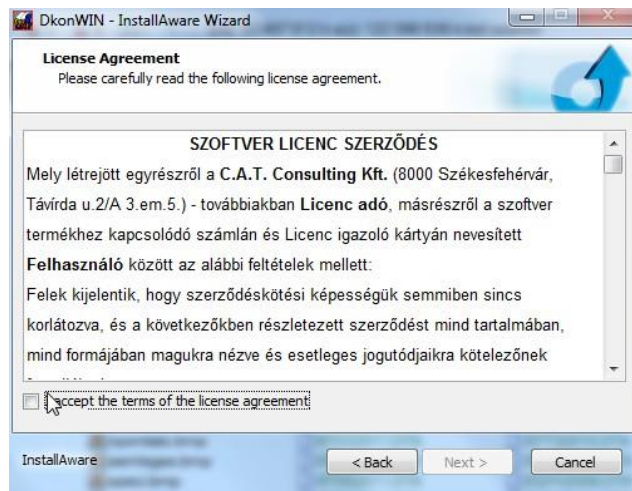 DkonWIN - InstallAware Wizard
License Agreement
Please carefully read the following license agreement.
SZOFTVER LICENC SZERZŐDÉS
Mely létrejött egyrészről a C.A.T. Consulting Kft. (8000 Székesfehérvár,
Távírda u.2/A 3.em.5.) - továbbiakban Licenc adó, másrészről a szoftver
termékhez kapcsolódó számlán és Licenc igazoló kártyán nevesített
Felhasználó között az alábbi feltételek mellett:
Felek kijelentik, hogy szerződéskötési képességük semmiben sincs
korlátozva, és a következőkben részletezett szerződést mind tartalmában,
mind formájában magukra nézve és esetleges jogutódjaikra kötelezőnek
I accept the terms of the license agreement
InstallAware
< Back
Next >
Cancel